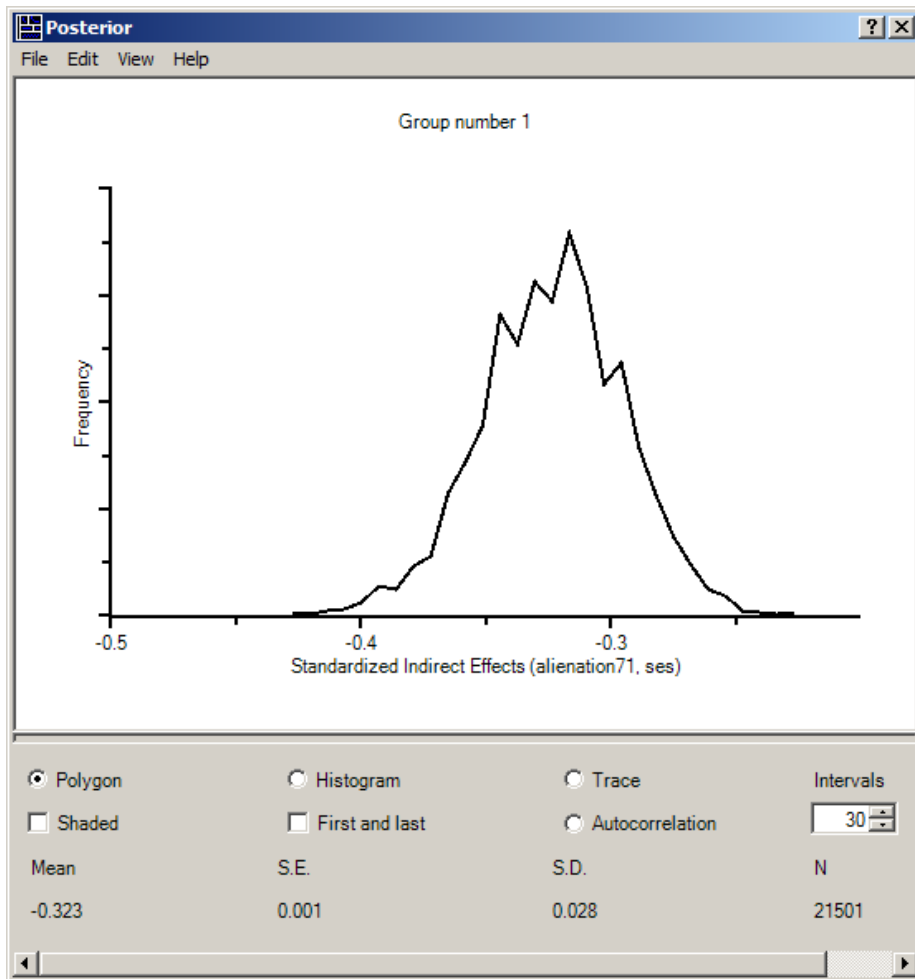 Posterior
File Edit View Help
Group number 1
Frequency
-0.5 -0.4 -0.3
Standardized Indirect Effects (alienation71, ses)
Polygon Histogram Trace Intervals
Shaded First and last Autocorrelation 30
Mean S.E. S.D. N
-0.323 0.001 0.028 21501